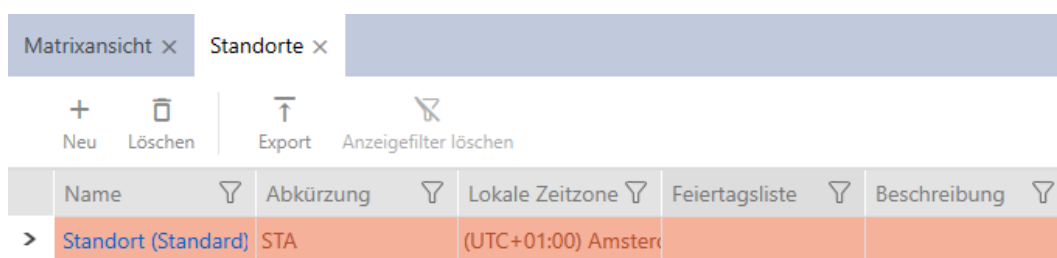 Matrixansicht × Standorte ×
Neu Löschen Export Anzeigefilter löschen
Name Abkürzung Lokale Zeitzone Feiertagsliste Beschreibung
Standort (Standard) STA (UTC+01:00)